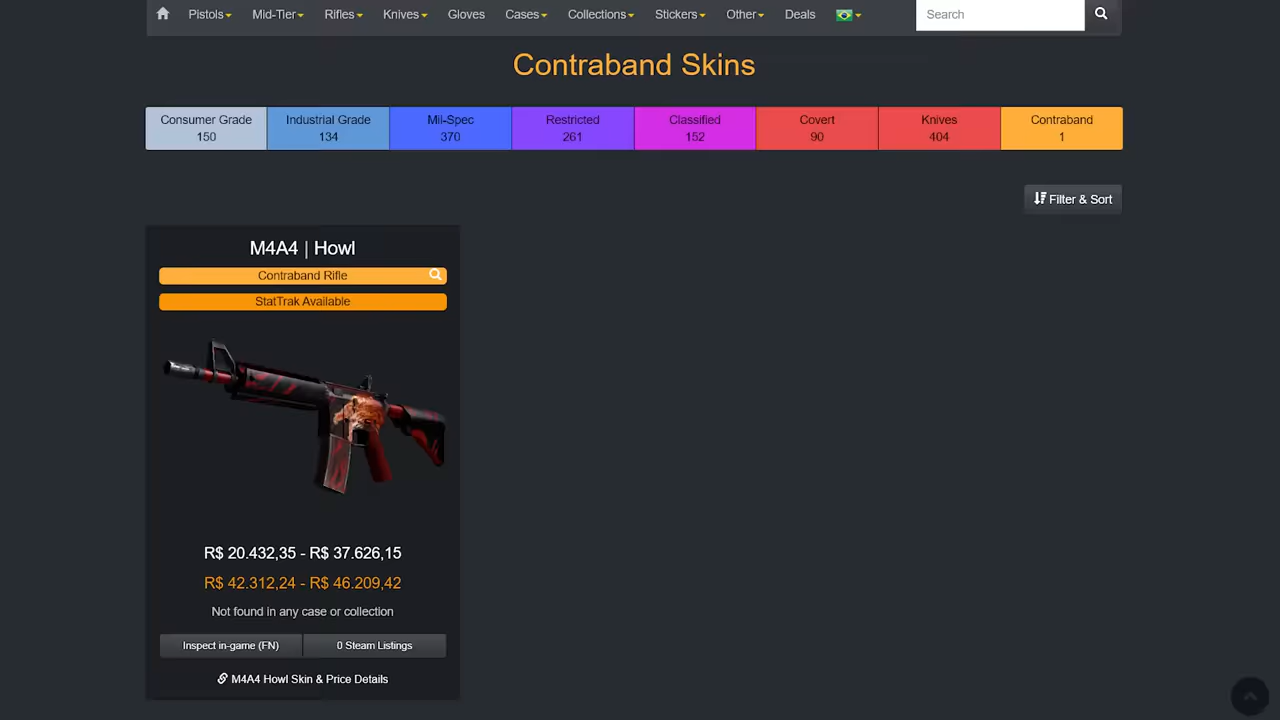 Pistols Mid-Tier Rifles Knives Gloves Cases Collections Stickers Other Deals Search
Contraband Skins
Consumer Grade Industrial Grade Mil-Spec Restricted Classified Covert Knives Contraband
150 134 370 261 152 90 404 1
Filter & Sort
M4A4 | Howl
Contraband Rifle
StatTrak Available
R$ 20.432,35 - R$ 37.626,15
R$ 42.312,24 - R$ 46.209,42
Not found in any case or collection
Inspect in-game (FN) 0 Steam Listings
M4A4 Howl Skin & Price Details